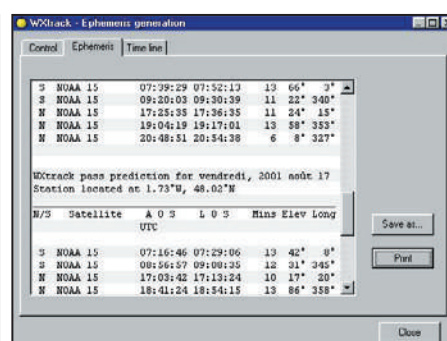 WXtrack - Ephemeris generation
Control Ephemeris Time line
S NOAA 15 07:39:29 07:52:13 13 66° 3°
S NOAA 15 09:20:03 09:30:39 11 22° 340°
N NOAA 15 17:25:35 17:36:35 11 24° 15°
N NOAA 15 19:04:19 19:17:01 13 58° 353°
N NOAA 15 20:48:51 20:54:38 6 8° 327°
WXtrack pass prediction for vendredi, 2001 août 17
Station located at 1.73°W, 48.02°N
N/S Satellite A O S L O S Mins Elev Long
UTC
S NOAA 15 07:16:46 07:29:06 13 42° 8°
S NOAA 15 08:56:57 09:08:35 12 31° 345°
N NOAA 15 17:03:42 17:13:24 10 17° 20°
N NOAA 15 18:41:24 18:54:15 13 86° 358°
Save as...
Print
Close